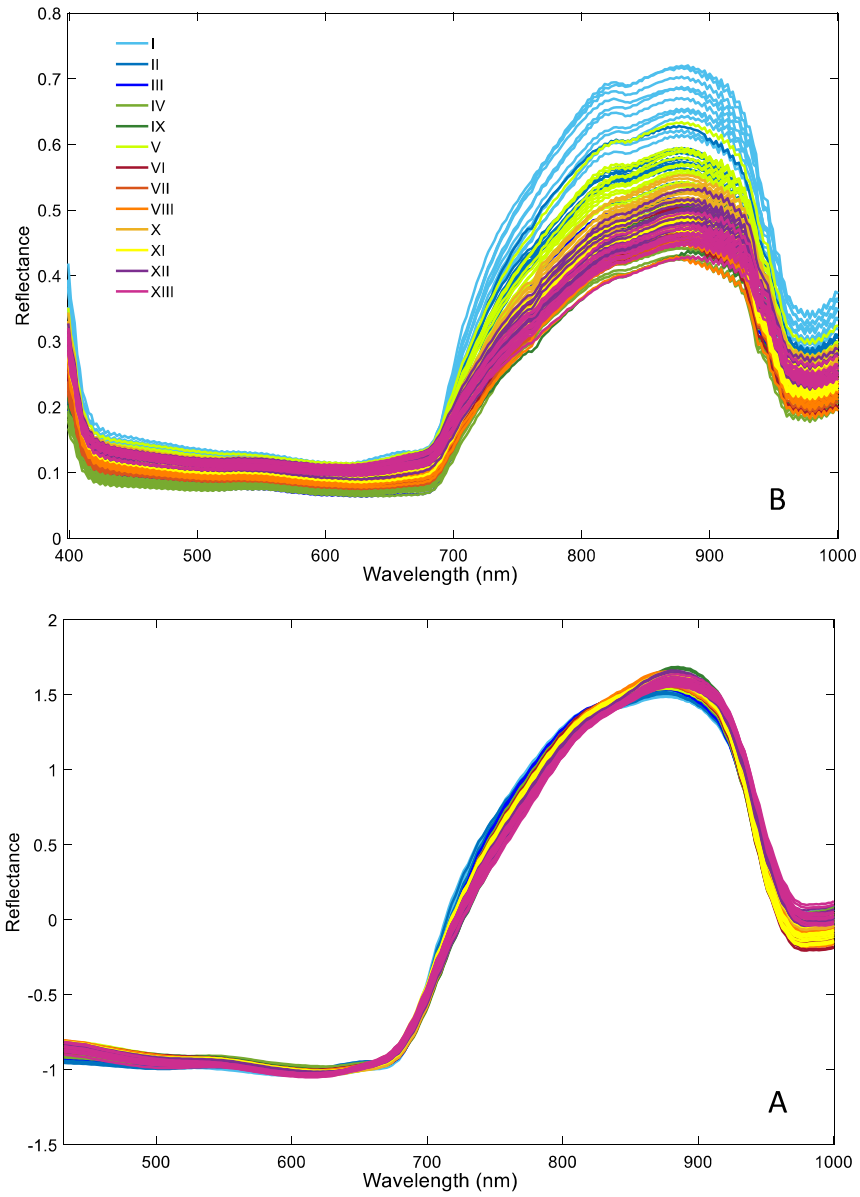 0.8
0.7
0.6
0.5
0.4
0.3
0.2
0.1
0
Reflectance
I
II
III
IV
IX
V
VI
VII
VIII
X
XI
XII
XIII
B
400 500 600 700 800 900 1000
Wavelength (nm)
2
1.5
1
0.5
0
-0.5
-1
-1.5
Reflectance
A
500 600 700 800 900 1000
Wavelength (nm)